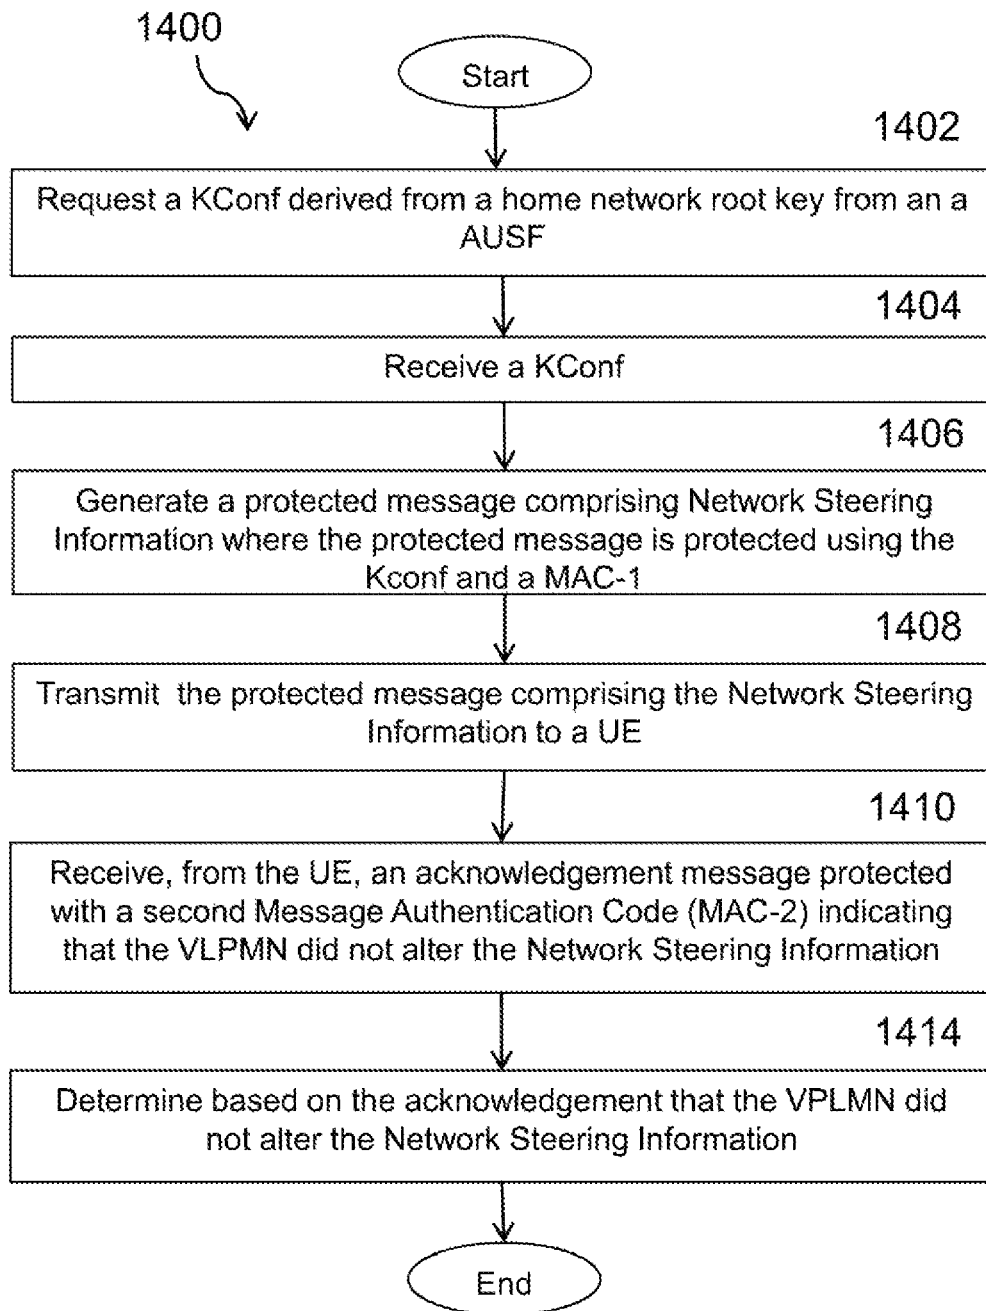 1400
Start
1402
Request a KConf derived from a home network root key from an a
AUSF
1404
Receive a KConf
1406
Generate a protected message comprising Network Steering
Information where the protected message is protected using the
Kconf and a MAC-1
1408
Transmit the protected message comprising the Network Steering
Information to a UE
1410
Receive, from the UE, an acknowledgement message protected
with a second Message Authentication Code (MAC-2) indicating
that the VLPMN did not alter the Network Steering Information
1414
Determine based on the acknowledgement that the VPLMN did
not alter the Network Steering Information
End